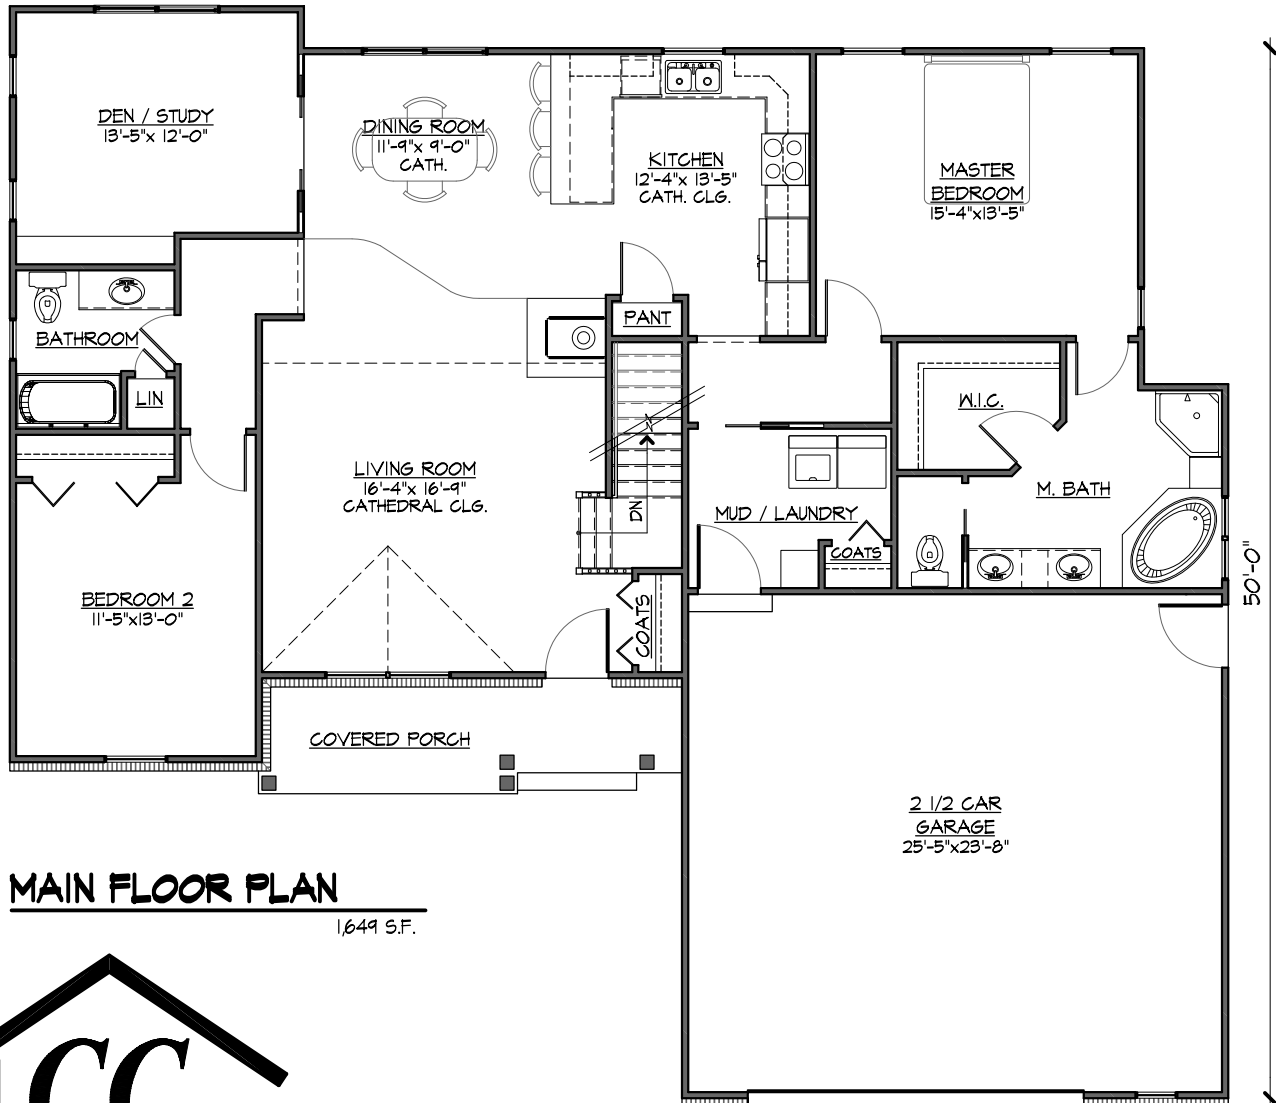 DEN / STUDY
13'-5"x 12'-0"
DINING ROOM
11'-9"x 9'-0"
CATH.
KITCHEN
12'-4"x 13'-5"
CATH. CLG.
MASTER
BEDROOM
15'-4"x13'-5"
PANT
BATHROOM
LIN
W.I.C.
LIVING ROOM
16'-4"x 16'-9"
CATHEDRAL CLG.
DN
M. BATH
MUD / LAUNDRY
COATS
BEDROOM 2
11'-5"x13'-0"
COATS
50'-0"
COVERED PORCH
2 1/2 CAR
GARAGE
25'-5"x23'-8"
MAIN FLOOR PLAN
1,649 S.F.
CC